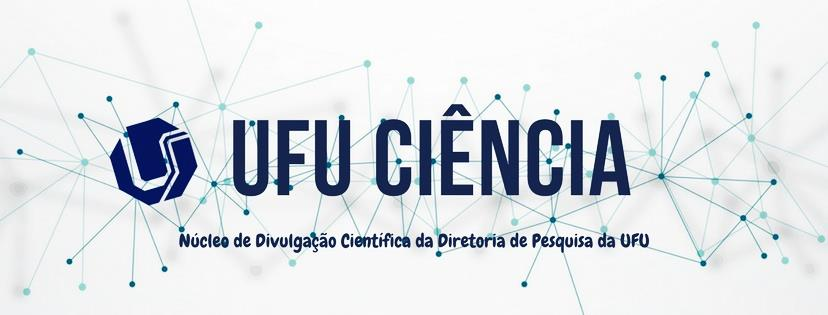 UFU CIÊNCIA
Núcleo de Divulgação Científica da Diretoria de Pesquisa da UFU